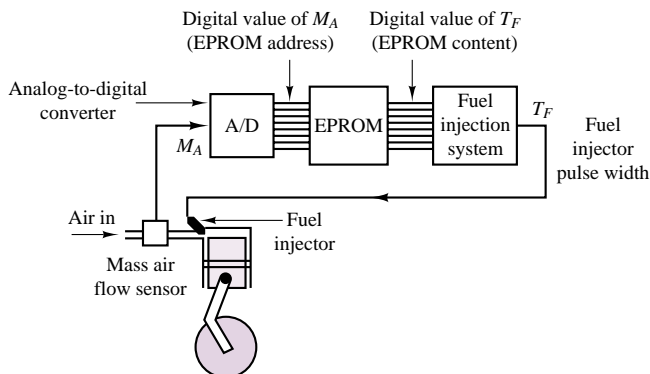 Digital value of M_A
(EPROM address)
Digital value of T_F
(EPROM content)
Analog-to-digital
converter
A/D
EPROM
Fuel
injection
system
T_F
M_A
Fuel
injector
pulse width
Air in
Fuel
injector
Mass air
flow sensor